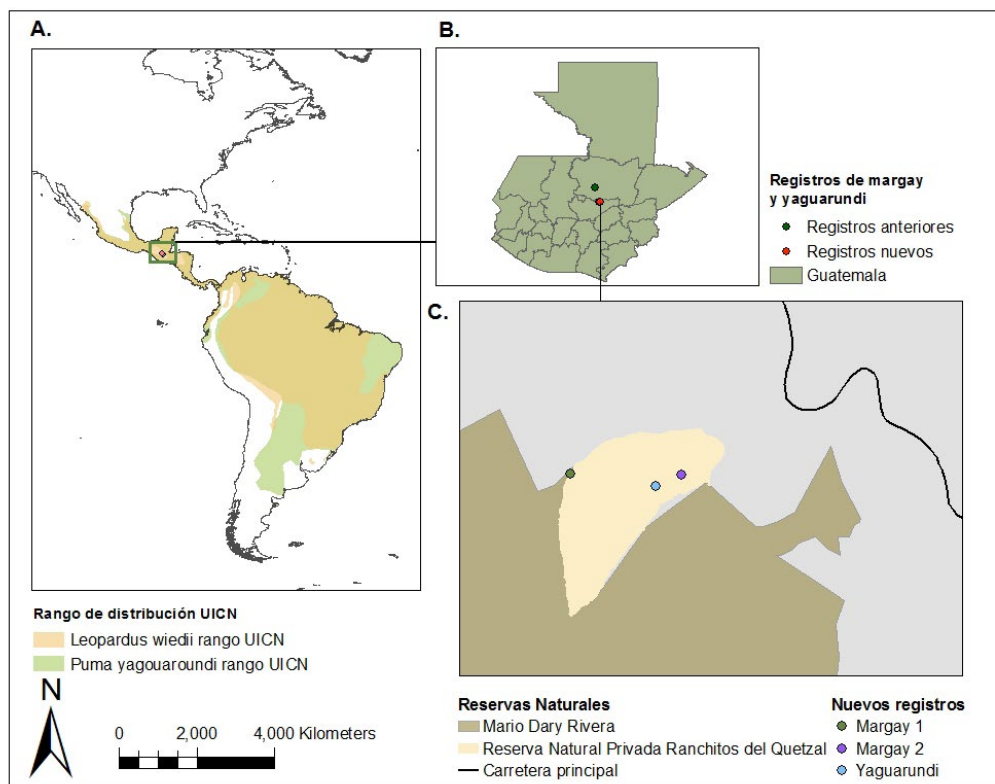 A.
B.
Registros de margay
y yaguarundi
Registros anteriores
Registros nuevos
Guatemala
C.
Rango de distribución UICN
Leopardus wiedii rango UICN
Puma yagouaroundi rango UICN
N
0 2,000 4,000 Kilometers
Reservas Naturales
Mario Dary Rivera
Reserva Natural Privada Ranchitos del Quetzal
Carretera principal
Nuevos registros
Margay 1
Margay 2
Yaguarundi